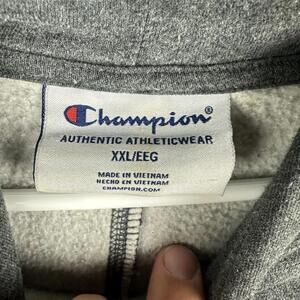 Champion®
AUTHENTIC ATHLETICWEAR
XXL/EEG
MADE IN VIETNAM
HECHO EN VIETNAM
CHAMPION.COM